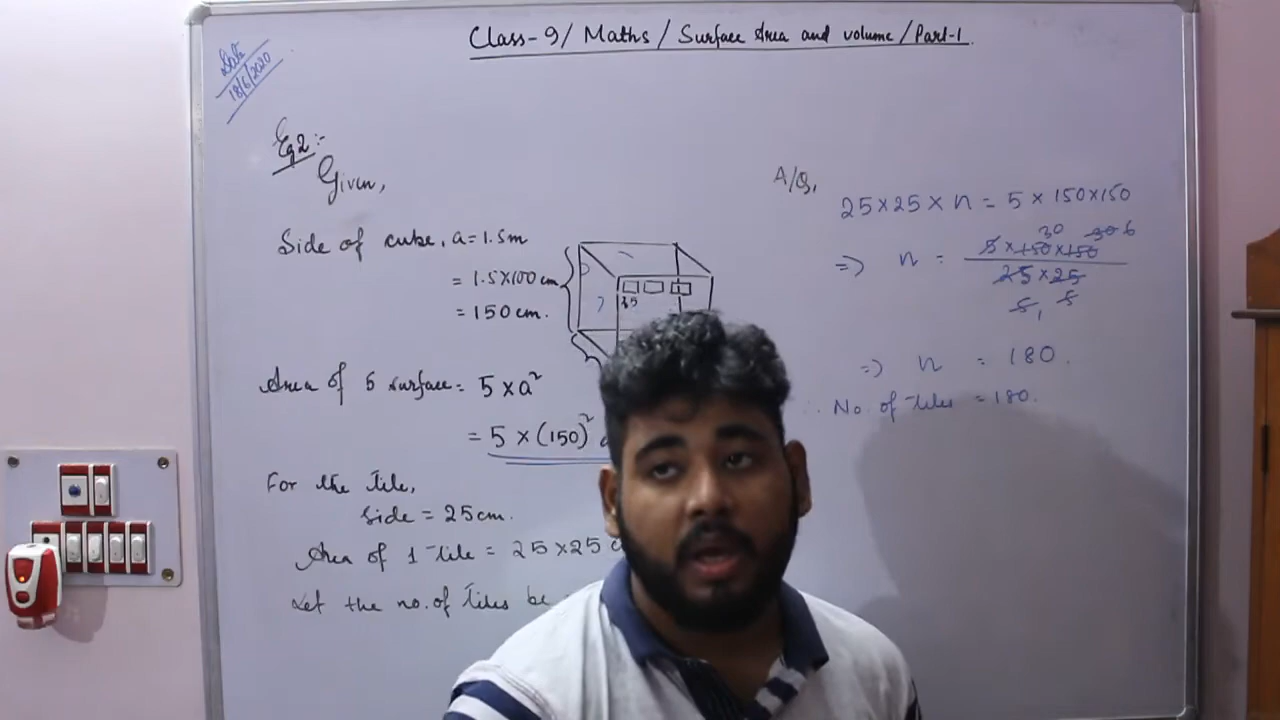 Class-9/ Maths / Surface Area and volume / Part-1
Date
18/6/2020
Eg2:-
Given,
Side of cube, a = 1.5m
= 1.5×100 cm
= 150 cm.
Area of 5 surface = 5 × a²
= 5 × (150)²
For the tile,
side = 25cm.
Area of 1 tile = 25 × 25 c
Let the no. of tiles be
A/Q,
25×25 × n = 5 × 150×150
30 30 6
=> n = 5 × 150 × 150
25 × 25
5, 5
=> n = 180.
∴ No. of tiles = 180.